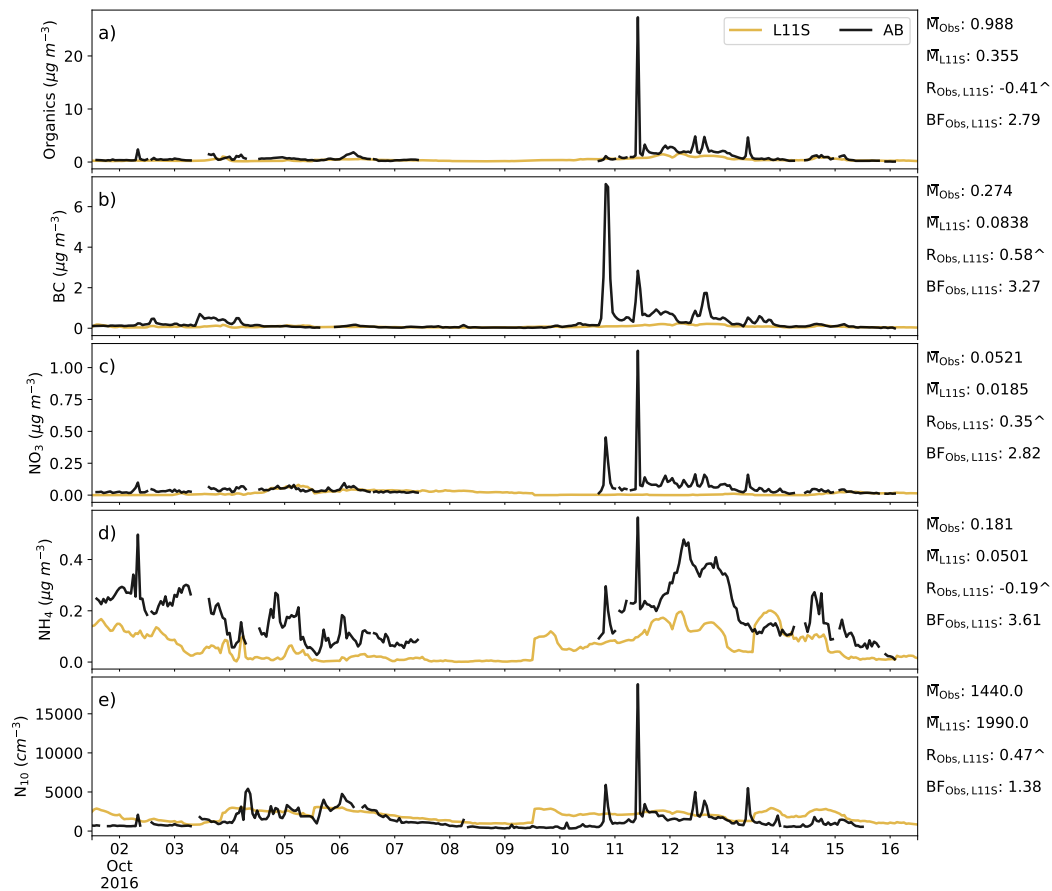 a)
L11S
AB
Organics (μg m⁻³)
20
10
0
M̅Obs: 0.988
M̅L11S: 0.355
RObs, L11S: -0.41^
BFObs, L11S: 2.79
b)
BC (μg m⁻³)
6
4
2
0
M̅Obs: 0.274
M̅L11S: 0.0838
RObs, L11S: 0.58^
BFObs, L11S: 3.27
c)
NO₃ (μg m⁻³)
1.00
0.75
0.50
0.25
0.00
M̅Obs: 0.0521
M̅L11S: 0.0185
RObs, L11S: 0.35^
BFObs, L11S: 2.82
d)
NH₄ (μg m⁻³)
0.4
0.2
0.0
M̅Obs: 0.181
M̅L11S: 0.0501
RObs, L11S: -0.19^
BFObs, L11S: 3.61
e)
N₁₀ (cm⁻³)
15000
10000
5000
0
M̅Obs: 1440.0
M̅L11S: 1990.0
RObs, L11S: 0.47^
BFObs, L11S: 1.38
02 03 04 05 06 07 08 09 10 11 12 13 14 15 16
Oct
2016